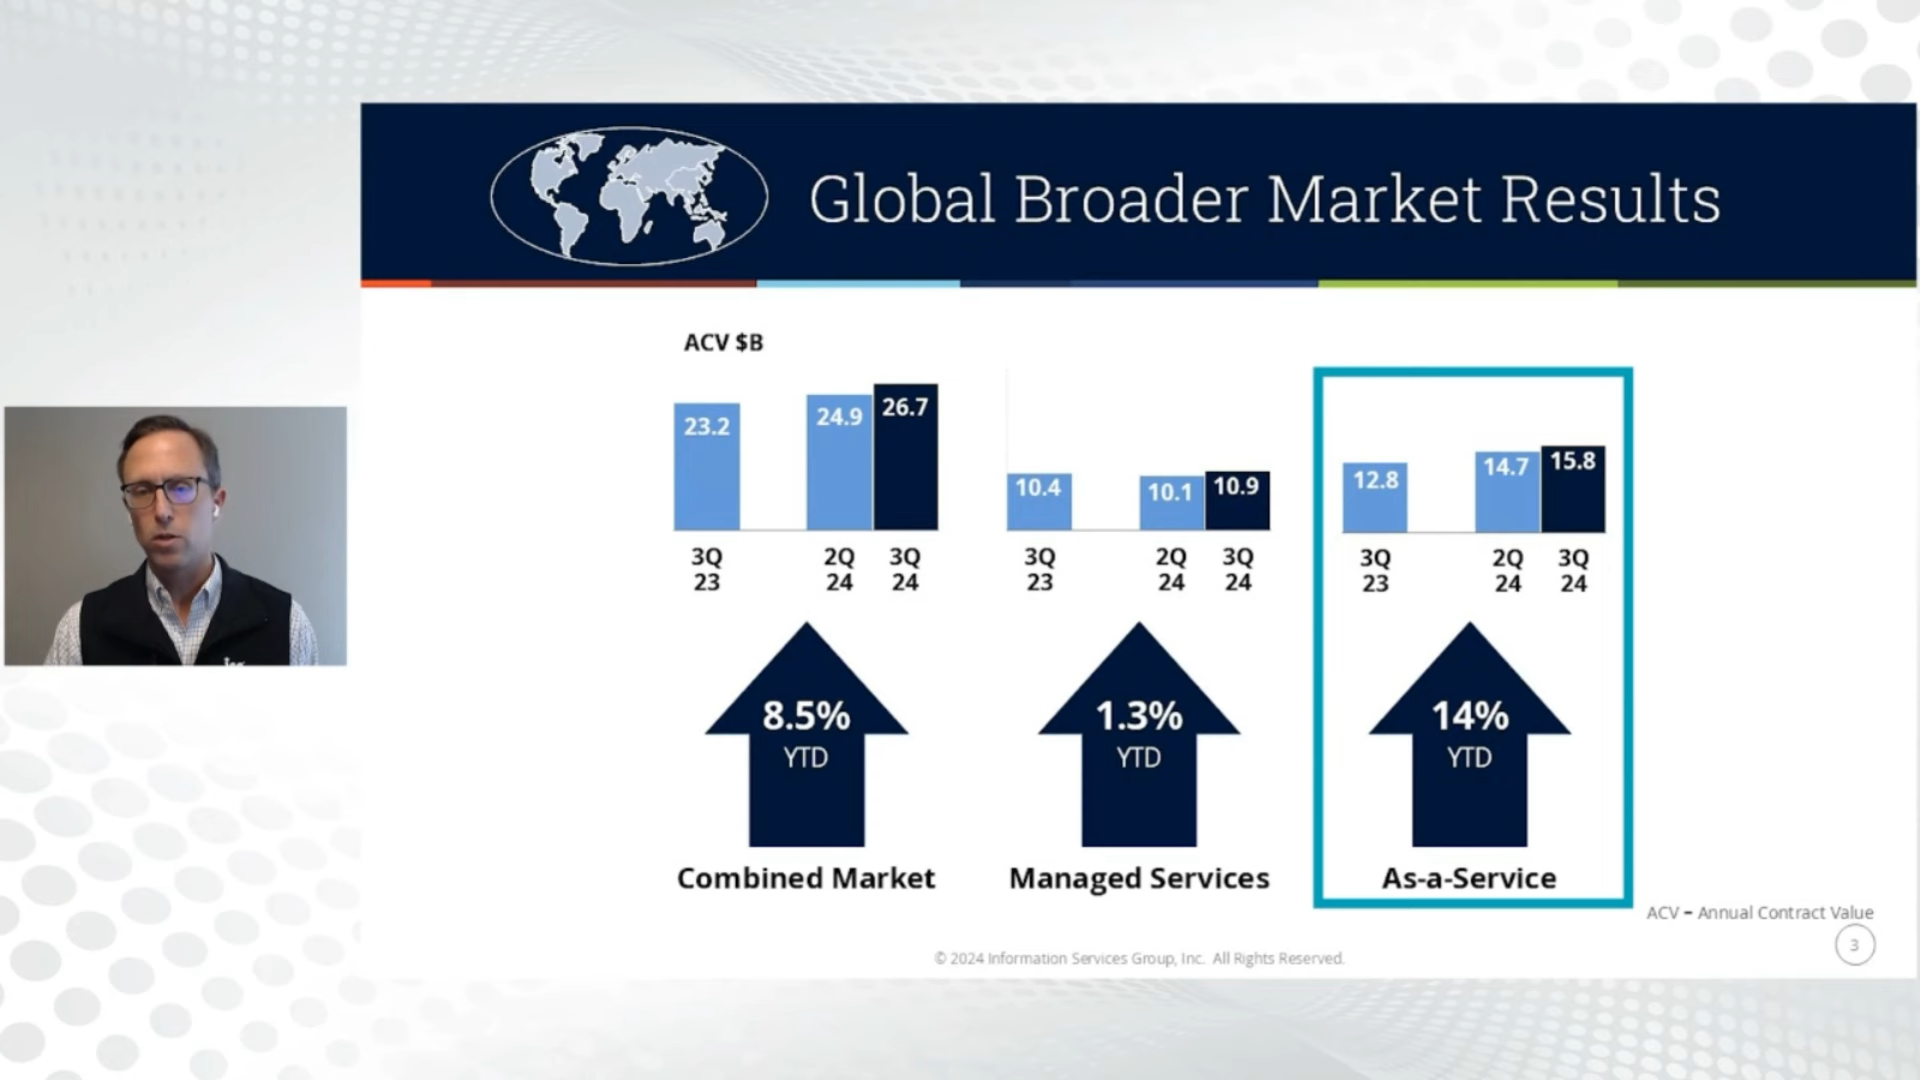 Global Broader Market Results
ACV $B
23.2
24.9
26.7
3Q
23
2Q
24
3Q
24
8.5%
YTD
Combined Market
10.4
10.1
10.9
3Q
23
2Q
24
3Q
24
1.3%
YTD
Managed Services
12.8
14.7
15.8
3Q
23
2Q
24
3Q
24
14%
YTD
As-a-Service
ACV – Annual Contract Value
3
© 2024 Information Services Group, Inc. All Rights Reserved.